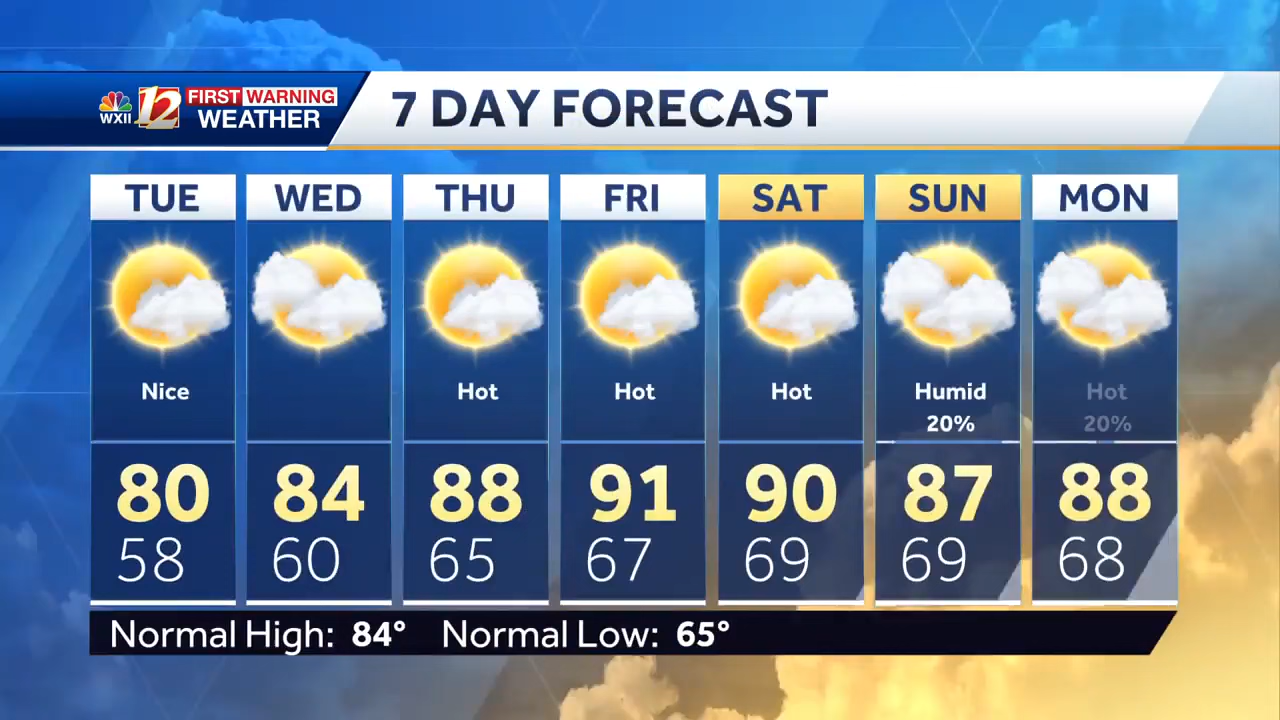 WXII 12 FIRST WARNING WEATHER
7 DAY FORECAST
TUE WED THU FRI SAT SUN MON
Nice Hot Hot Hot Humid Hot
20% 20%
80 84 88 91 90 87 88
58 60 65 67 69 69 68
Normal High: 84° Normal Low: 65°